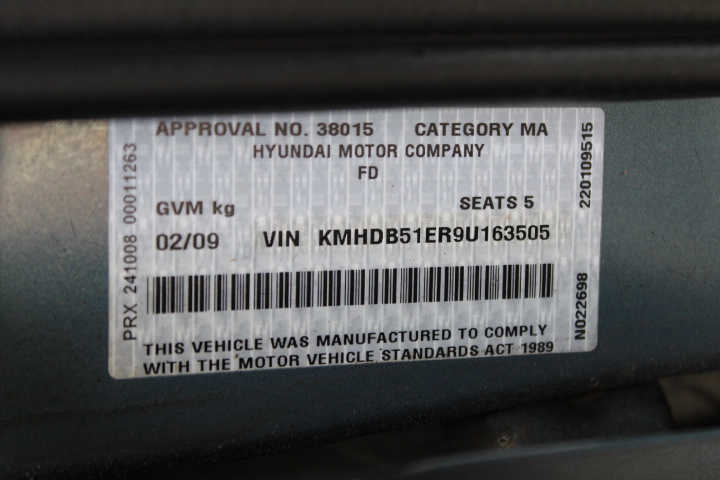 APPROVAL NO. 38015 CATEGORY MA
HYUNDAI MOTOR COMPANY
FD
GVM kg SEATS 5
02/09 VIN KMHDB51ER9U163505
THIS VEHICLE WAS MANUFACTURED TO COMPLY
WITH THE MOTOR VEHICLE STANDARDS ACT 1989
PRX 241008 00011263
N022698 220109515